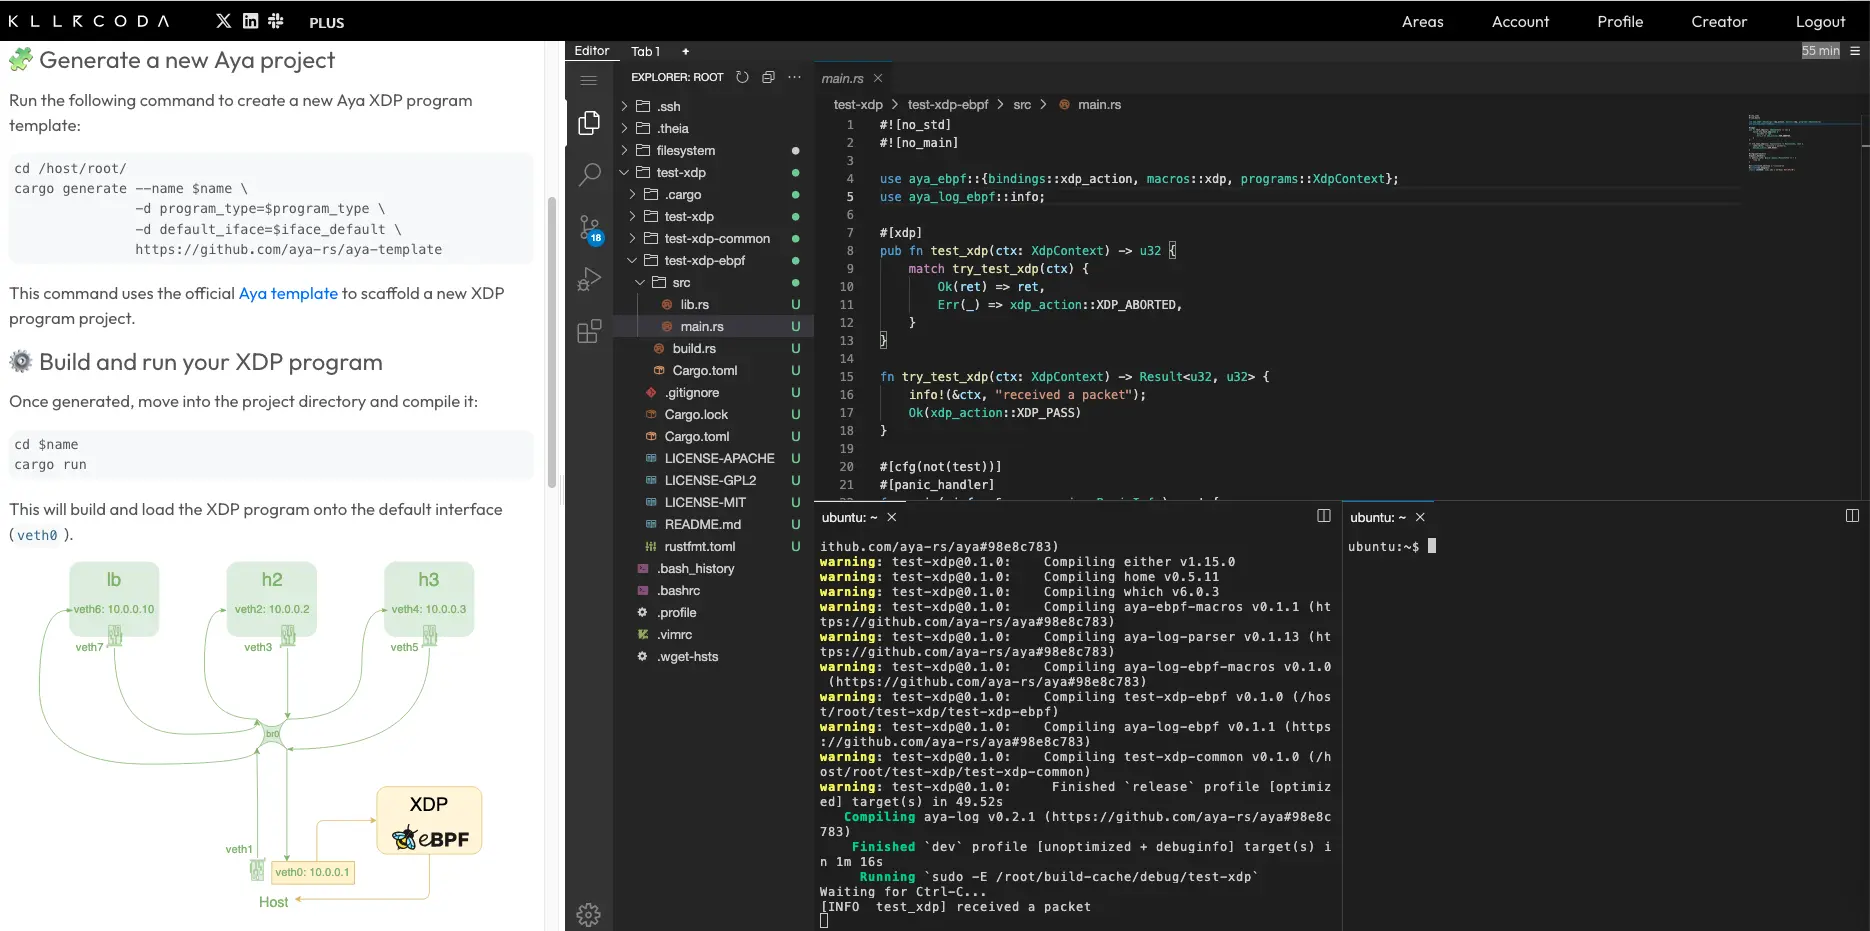 KLLRCODA
PLUS
Areas
Account
Profile
Creator
Logout
Generate a new Aya project
Run the following command to create a new Aya XDP program
template:
cd /host/root/
cargo generate --name $name \
-d program_type=$program_type \
-d default_iface=$iface_default \
https://github.com/aya-rs/aya-template
This command uses the official Aya template to scaffold a new XDP
program project.
Build and run your XDP program
Once generated, move into the project directory and compile it:
cd $name
cargo run
This will build and load the XDP program onto the default interface
( veth0 ).
lb
h2
h3
veth6: 10.0.0.10
veth2: 10.0.0.2
veth4: 10.0.0.3
veth7
veth3
veth5
br0
XDP
eBPF
veth1
veth0: 10.0.0.1
Host
Editor
Tab 1
+
55 min
EXPLORER: ROOT
18
.ssh
.theia
filesystem
test-xdp
.cargo
test-xdp
test-xdp-common
test-xdp-ebpf
src
lib.rs U
main.rs U
build.rs U
Cargo.toml U
.gitignore U
Cargo.lock U
Cargo.toml U
LICENSE-APACHE U
LICENSE-GPL2 U
LICENSE-MIT U
README.md U
rustfmt.toml U
.bash_history
.bashrc
.profile
.vimrc
.wget-hsts
main.rs
test-xdp > test-xdp-ebpf > src > main.rs
1 #![no_std]
2 #![no_main]
3
4 use aya_ebpf::{bindings::xdp_action, macros::xdp, programs::XdpContext};
5 use aya_log_ebpf::info;
6
7 #[xdp]
8 pub fn test_xdp(ctx: XdpContext) -> u32 {
9 match try_test_xdp(ctx) {
10 Ok(ret) => ret,
11 Err(_) => xdp_action::XDP_ABORTED,
12 }
13 }
14
15 fn try_test_xdp(ctx: XdpContext) -> Result<u32, u32> {
16 info!(&ctx, "received a packet");
17 Ok(xdp_action::XDP_PASS)
18 }
19
20 #[cfg(not(test))]
21 #[panic_handler]
ubuntu: ~
ithub.com/aya-rs/aya#98e8c783)
warning: test-xdp@0.1.0: Compiling either v1.15.0
warning: test-xdp@0.1.0: Compiling home v0.5.11
warning: test-xdp@0.1.0: Compiling which v6.0.3
warning: test-xdp@0.1.0: Compiling aya-ebpf-macros v0.1.1 (ht
tps://github.com/aya-rs/aya#98e8c783)
warning: test-xdp@0.1.0: Compiling aya-log-parser v0.1.13 (ht
tps://github.com/aya-rs/aya#98e8c783)
warning: test-xdp@0.1.0: Compiling aya-log-ebpf-macros v0.1.0
(https://github.com/aya-rs/aya#98e8c783)
warning: test-xdp@0.1.0: Compiling test-xdp-ebpf v0.1.0 (/hos
t/root/test-xdp/test-xdp-ebpf)
warning: test-xdp@0.1.0: Compiling aya-log-ebpf v0.1.1 (https
://github.com/aya-rs/aya#98e8c783)
warning: test-xdp@0.1.0: Compiling test-xdp-common v0.1.0 (/h
ost/root/test-xdp/test-xdp-common)
warning: test-xdp@0.1.0: Finished `release` profile [optimiz
ed] target(s) in 49.52s
Compiling aya-log v0.2.1 (https://github.com/aya-rs/aya#98e8c
783)
Finished `dev` profile [unoptimized + debuginfo] target(s) i
n 1m 16s
Running `sudo -E /root/build-cache/debug/test-xdp`
Waiting for Ctrl-C...
[INFO  test_xdp] received a packet
ubuntu: ~
ubuntu:~$